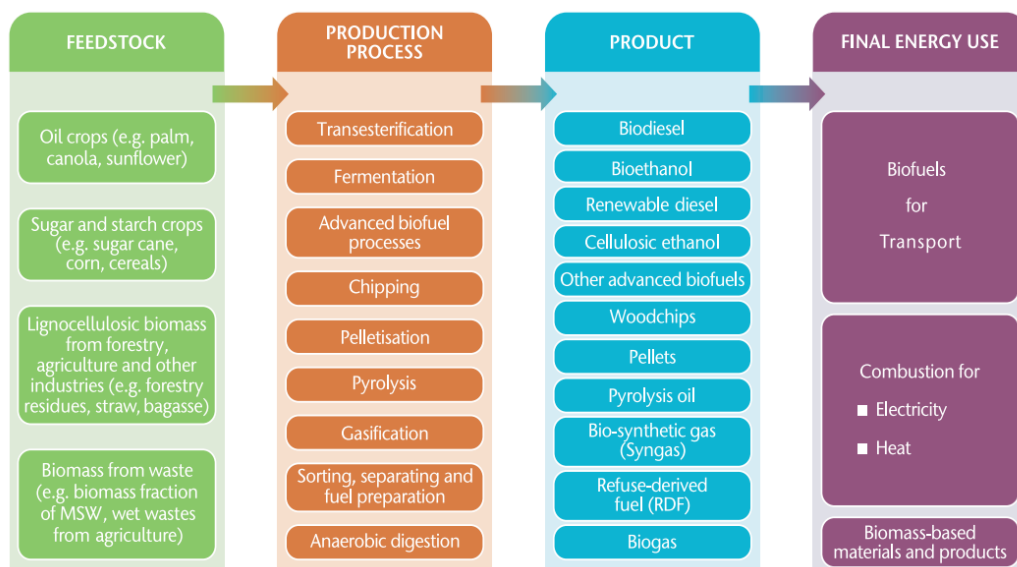 FEEDSTOCK
Oil crops (e.g. palm,
canola, sunflower)
Sugar and starch crops
(e.g. sugar cane,
corn, cereals)
Lignocellulosic biomass
from forestry,
agriculture and other
industries (e.g. forestry
residues, straw, bagasse)
Biomass from waste
(e.g. biomass fraction
of MSW, wet wastes
from agriculture)
PRODUCTION
PROCESS
Transesterification
Fermentation
Advanced biofuel
processes
Chipping
Pelletisation
Pyrolysis
Gasification
Sorting, separating and
fuel preparation
Anaerobic digestion
PRODUCT
Biodiesel
Bioethanol
Renewable diesel
Cellulosic ethanol
Other advanced biofuels
Woodchips
Pellets
Pyrolysis oil
Bio-synthetic gas
(Syngas)
Refuse-derived
fuel (RDF)
Biogas
FINAL ENERGY USE
Biofuels
for
Transport
Combustion for
■ Electricity
■ Heat
Biomass-based
materials and products